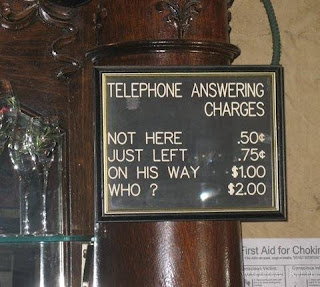 TELEPHONE ANSWERING
CHARGES
NOT HERE .50¢
JUST LEFT .75¢
ON HIS WAY $1.00
WHO ? $2.00
First Aid for Choki